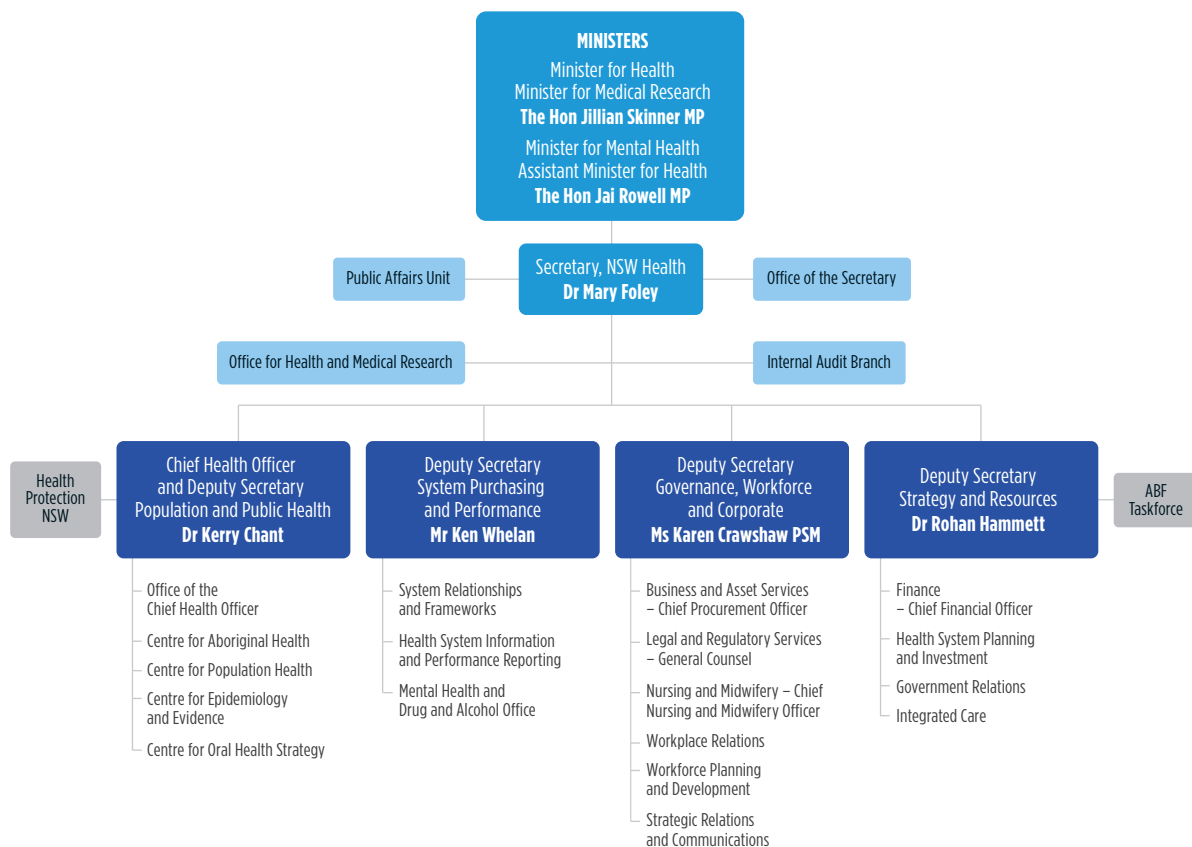 MINISTERS
Minister for Health
Minister for Medical Research
The Hon Jillian Skinner MP
Minister for Mental Health
Assistant Minister for Health
The Hon Jai Rowell MP
Public Affairs Unit
Secretary, NSW Health
Dr Mary Foley
Office of the Secretary
Office for Health and Medical Research
Internal Audit Branch
Health
Protection
NSW
Chief Health Officer
and Deputy Secretary
Population and Public Health
Dr Kerry Chant
Office of the
Chief Health Officer
Centre for Aboriginal Health
Centre for Population Health
Centre for Epidemiology
and Evidence
Centre for Oral Health Strategy
Deputy Secretary
System Purchasing
and Performance
Mr Ken Whelan
System Relationships
and Frameworks
Health System Information
and Performance Reporting
Mental Health and
Drug and Alcohol Office
Deputy Secretary
Governance, Workforce
and Corporate
Ms Karen Crawshaw PSM
Business and Asset Services
– Chief Procurement Officer
Legal and Regulatory Services
– General Counsel
Nursing and Midwifery – Chief
Nursing and Midwifery Officer
Workplace Relations
Workforce Planning
and Development
Strategic Relations
and Communications
Deputy Secretary
Strategy and Resources
Dr Rohan Hammett
ABF
Taskforce
Finance
– Chief Financial Officer
Health System Planning
and Investment
Government Relations
Integrated Care